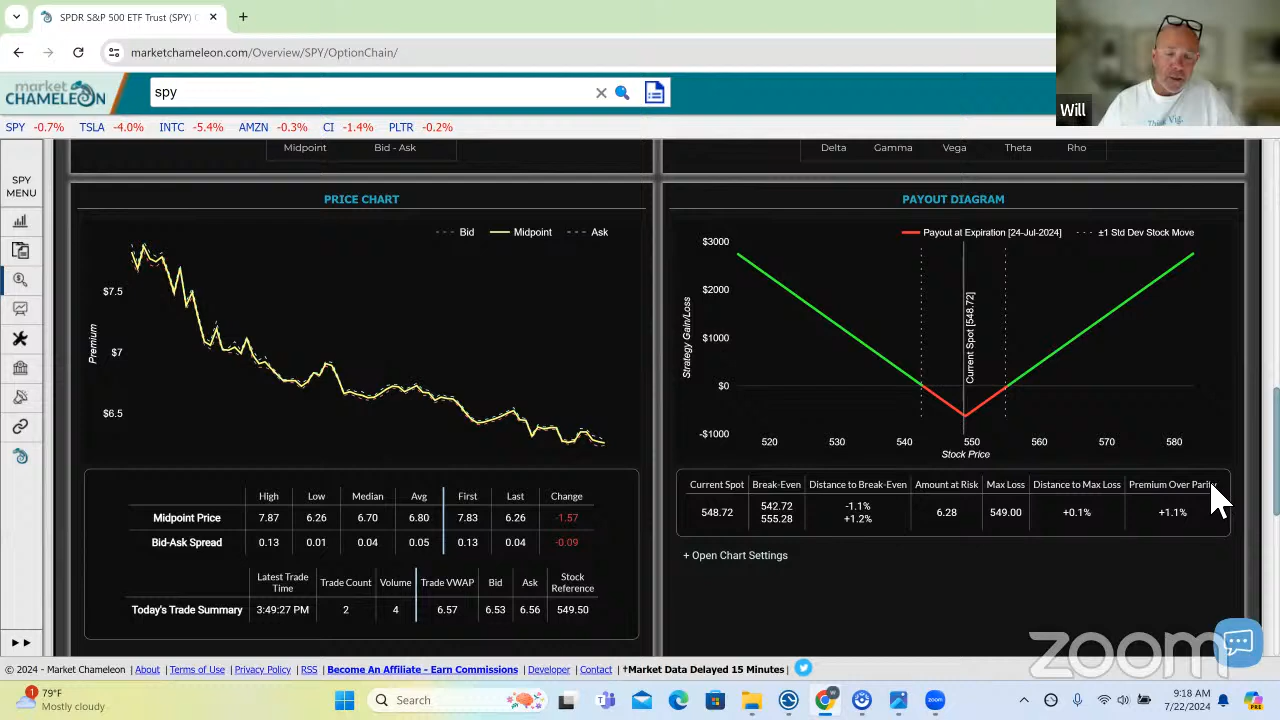 SPDR S&P 500 ETF Trust (SPY) O
marketchameleon.com/Overview/SPY/OptionChain/
market
CHAMELEON
spy
Will
SPY -0.7% TSLA -4.0% INTC -5.4% AMZN -0.3% CI -1.4% PLTR -0.2%
SPY
MENU
Midpoint Bid - Ask
Delta Gamma Vega Theta Rho
PRICE CHART
Bid Midpoint Ask
$7.5
$7
$6.5
Premium
High Low Median Avg First Last Change
Midpoint Price 7.87 6.26 6.70 6.80 7.83 6.26 -1.57
Bid-Ask Spread 0.13 0.01 0.04 0.05 0.13 0.04 -0.09
Latest Trade Time Trade Count Volume Trade VWAP Bid Ask Stock Reference
Today's Trade Summary 3:49:27 PM 2 4 6.57 6.53 6.56 549.50
PAYOUT DIAGRAM
Payout at Expiration [24-Jul-2024] ±1 Std Dev Stock Move
$3000
$2000
$1000
$0
-$1000
Strategy Gain/Loss
Current Spot [548.72]
520 530 540 550 560 570 580
Stock Price
Current Spot Break-Even Distance to Break-Even Amount at Risk Max Loss Distance to Max Loss Premium Over Parity
548.72 542.72 555.28 -1.1% +1.2% 6.28 549.00 +0.1% +1.1%
+ Open Chart Settings
zoom
© 2024 - Market Chameleon | About | Terms of Use | Privacy Policy | RSS | Become An Affiliate - Earn Commissions | Developer | Contact | †Market Data Delayed 15 Minutes |
1
79°F
Mostly cloudy
Search
9:18 AM
7/22/2024